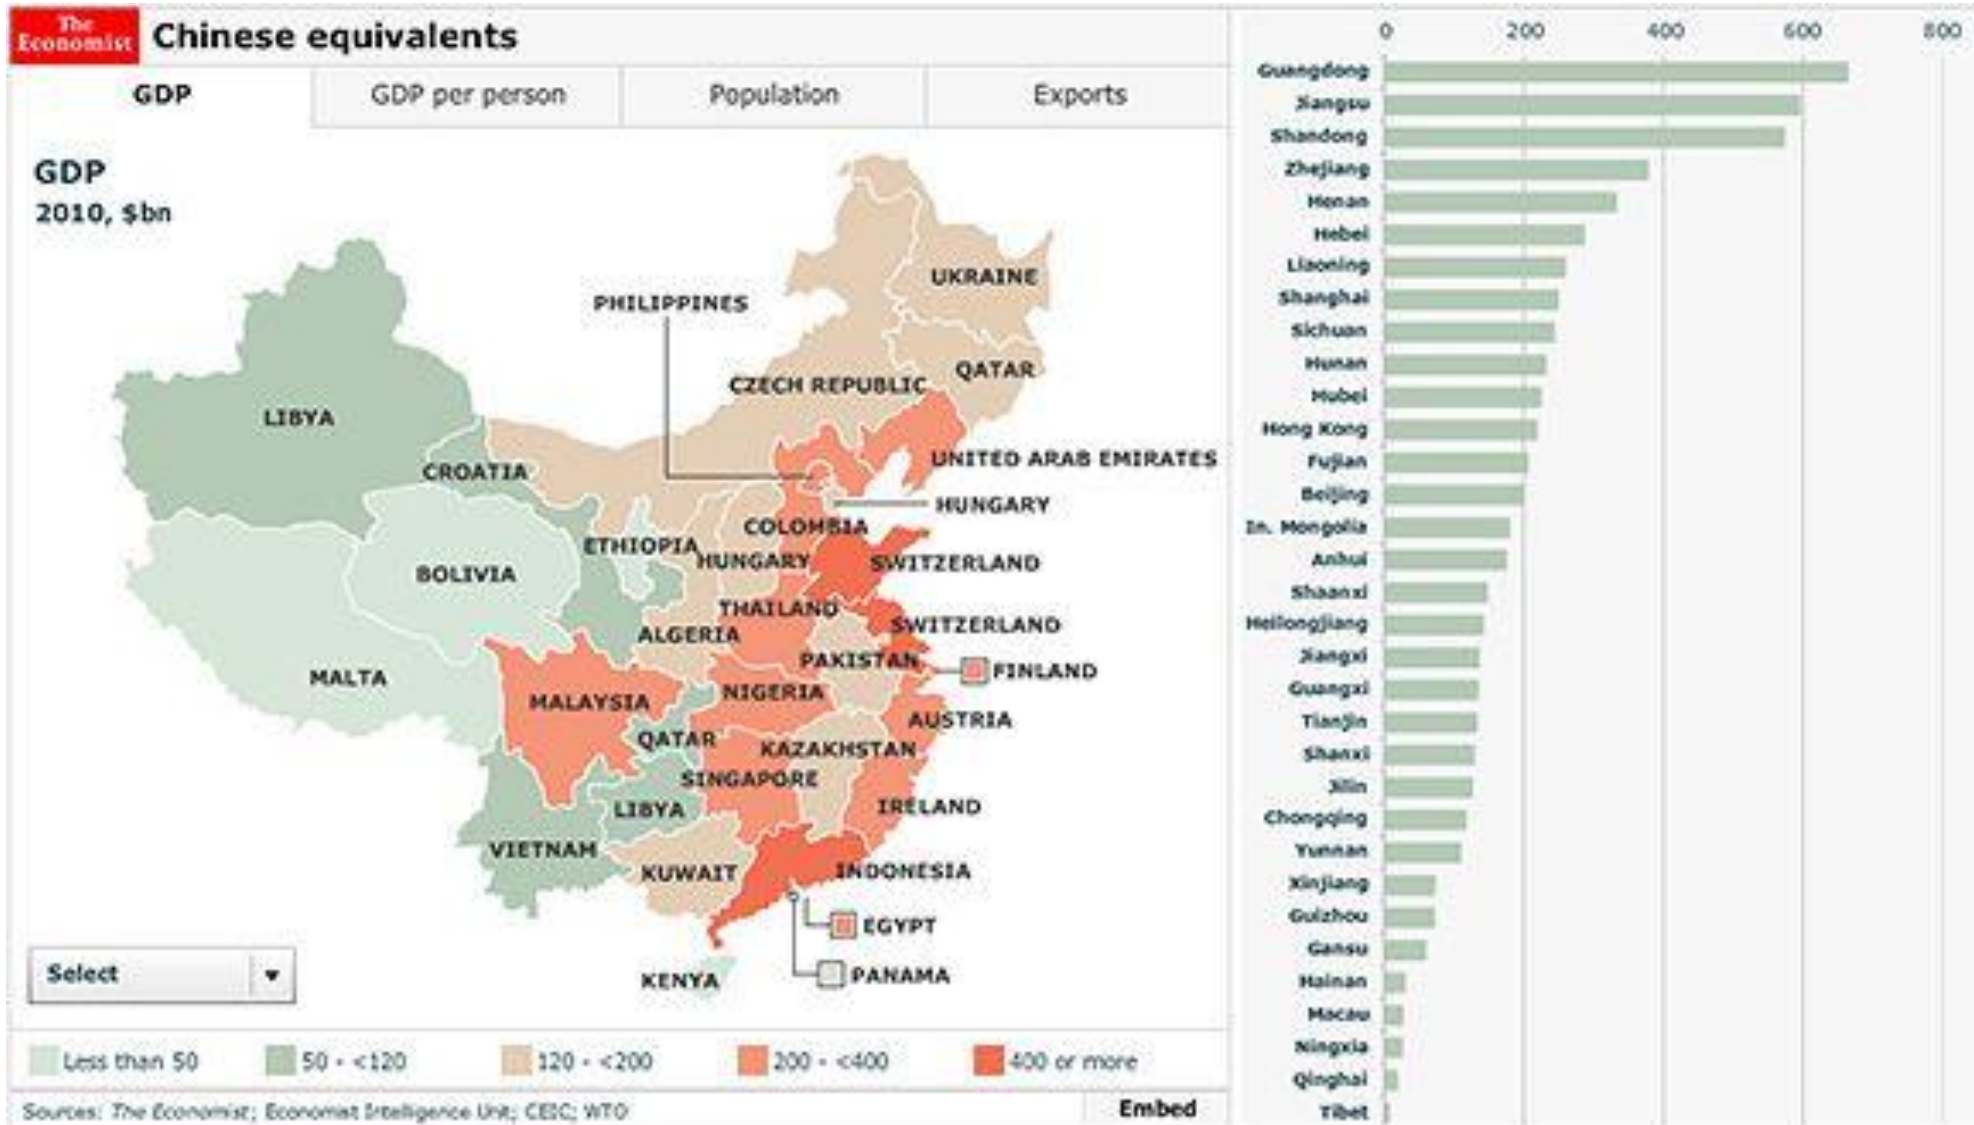 The
Economist
Chinese equivalents
GDP
GDP per person
Population
Exports
GDP
2010, $bn
UKRAINE
PHILIPPINES
QATAR
CZECH REPUBLIC
LIBYA
UNITED ARAB EMIRATES
CROATIA
HUNGARY
COLOMBIA
ETHIOPIA
HUNGARY
SWITZERLAND
BOLIVIA
THAILAND
SWITZERLAND
ALGERIA
PAKISTAN
FINLAND
MALTA
NIGERIA
MALAYSIA
AUSTRIA
QATAR
KAZAKHSTAN
SINGAPORE
IRELAND
LIBYA
VIETNAM
KUWAIT
INDONESIA
EGYPT
PANAMA
KENYA
Select
Less than 50
50 - <120
120 - <200
200 - <400
400 or more
Sources: The Economist; Economist Intelligence Unit; CEIC; WTO
Embed
0 200 400 600 800
Guangdong
Jiangsu
Shandong
Zhejiang
Henan
Hebei
Liaoning
Shanghai
Sichuan
Hunan
Hubei
Hong Kong
Fujian
Beijing
In. Mongolia
Anhui
Shaanxi
Heilongjiang
Jiangxi
Guangxi
Tianjin
Shanxi
Jilin
Chongqing
Yunnan
Xinjiang
Guizhou
Gansu
Hainan
Macau
Ningxia
Qinghai
Tibet